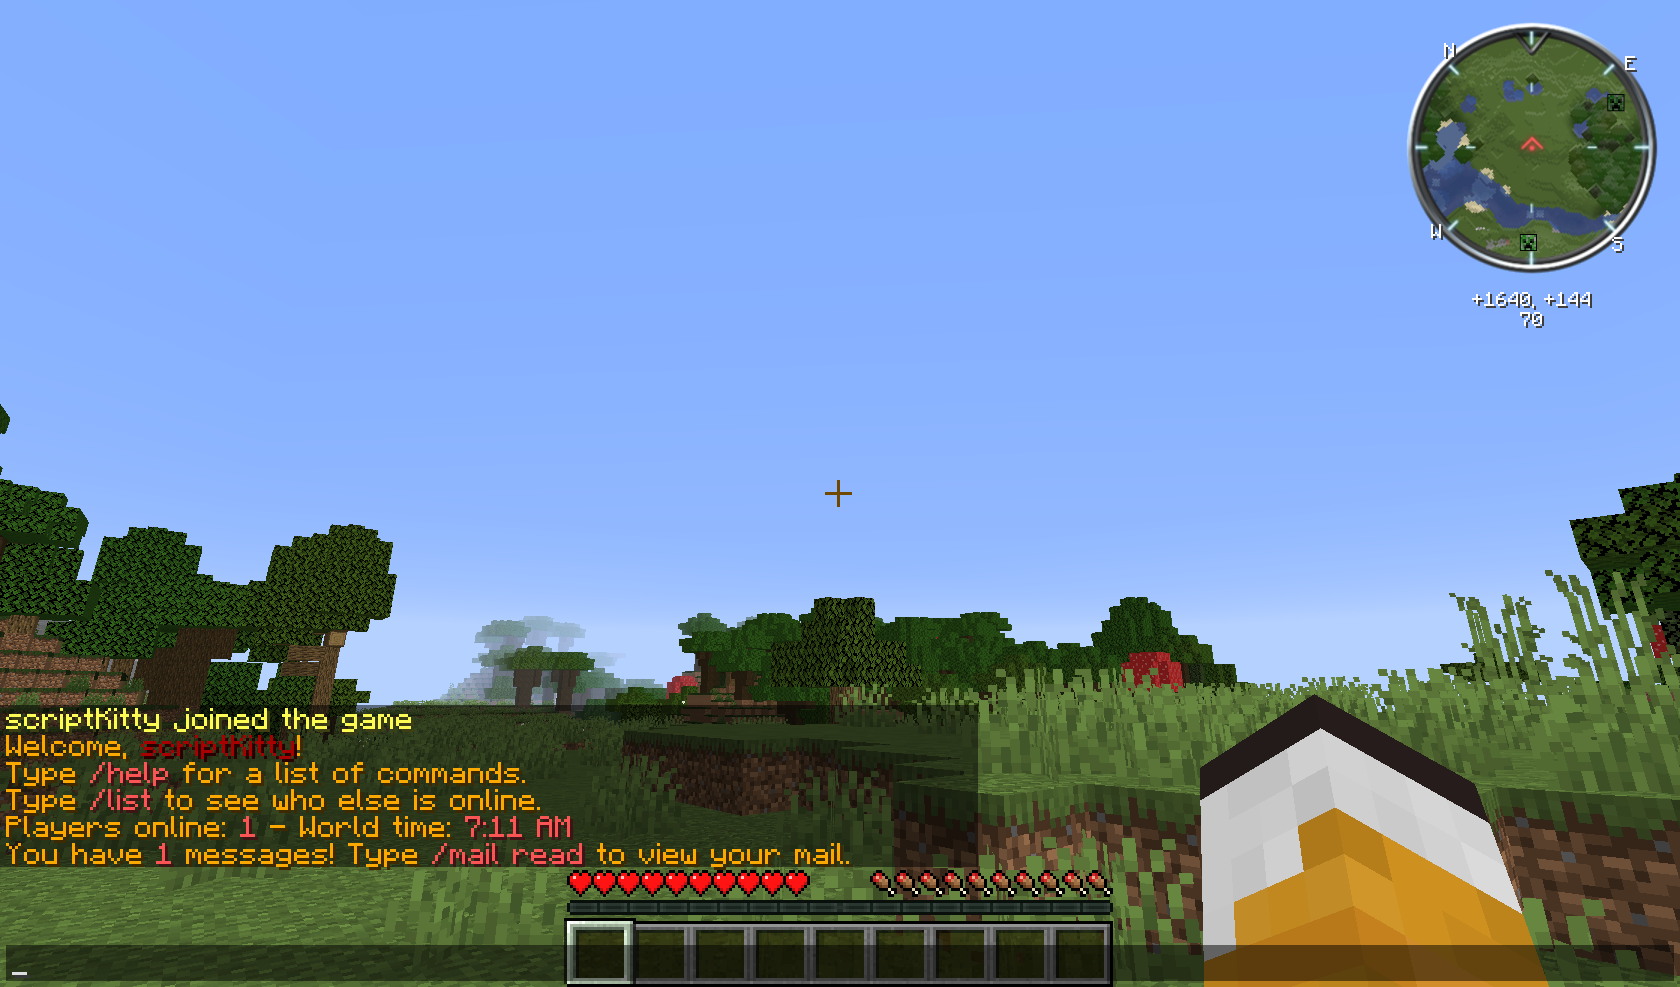 N
E
W
S
+1640, +144
70
scriptKitty joined the game
Welcome, scriptKitty!
Type /help for a list of commands.
Type /list to see who else is online.
Players online: 1 - World time: 7:11 AM
You have 1 messages! Type /mail read to view your mail.
_